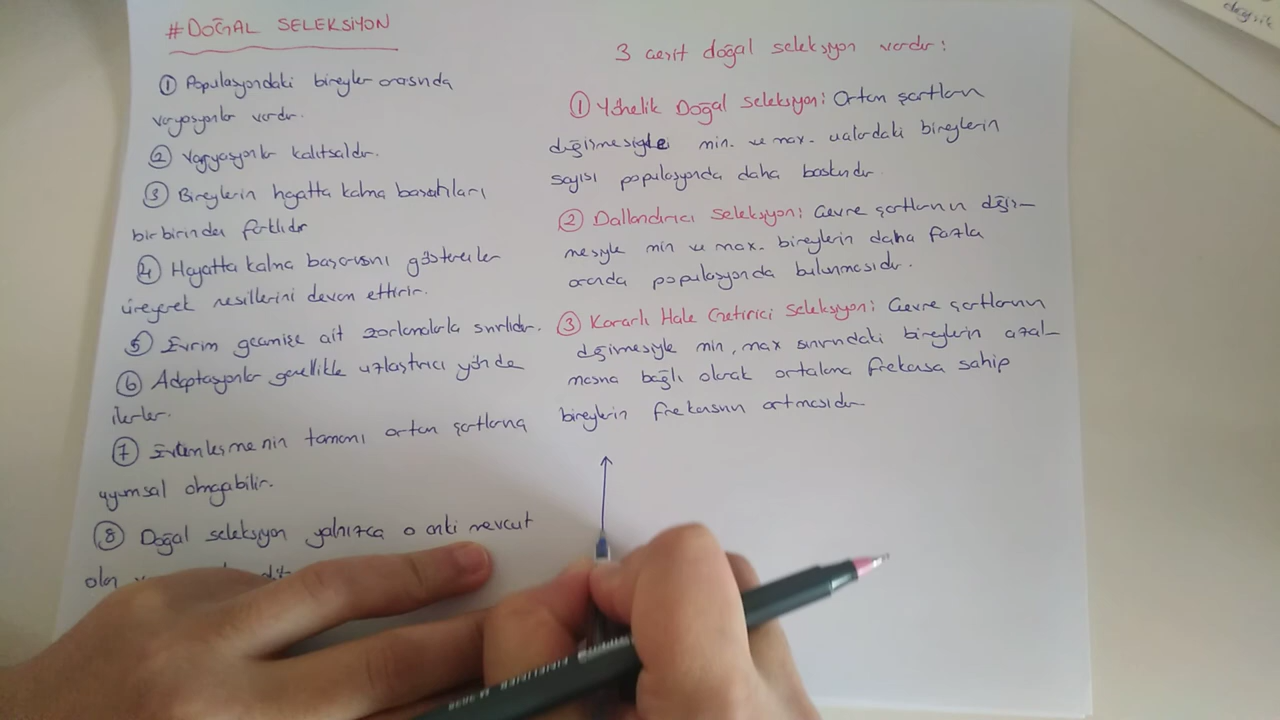 #DOĞAL SELEKSİYON
① Populasyondaki bireyler arasında
varyasyonlar vardır.
② Varyasyonlar kalıtsaldır.
③ Bireylerin hayatta kalma başarıları
birbirinden farklıdır
④ Hayatta kalma başarısını gösterenler
üreyerek nesillerini devam ettirir.
⑤ Evrim geçmişe ait zorlamalarla sınırlıdır.
⑥ Adaptasyonlar genellikle uzlaştırıcı yönde
ilerler.
⑦ Evrimleşmenin tamamı ortam şartlarına
uyumsal olmayabilir.
⑧ Doğal seleksiyon yalnızca o anki mevcut
olan
3 çeşit doğal seleksiyon vardır:
① Yönelik Doğal Seleksiyon: Ortam şartların
değişmesiyle min. ve max. uçlardaki bireylerin
sayısı populasyonda daha baskındır.
② Dallandırıcı Seleksiyon: Çevre şartlarının değiş-
mesiyle min ve max. bireylerin daha fazla
oranda populasyonda bulunmasıdır.
③ Kararlı Hale Getirici Seleksiyon: Çevre şartlarının
değişmesiyle min, max sınırındaki bireylerin azal-
masına bağlı olarak ortalama frekansa sahip
bireylerin frekansının artmasıdır